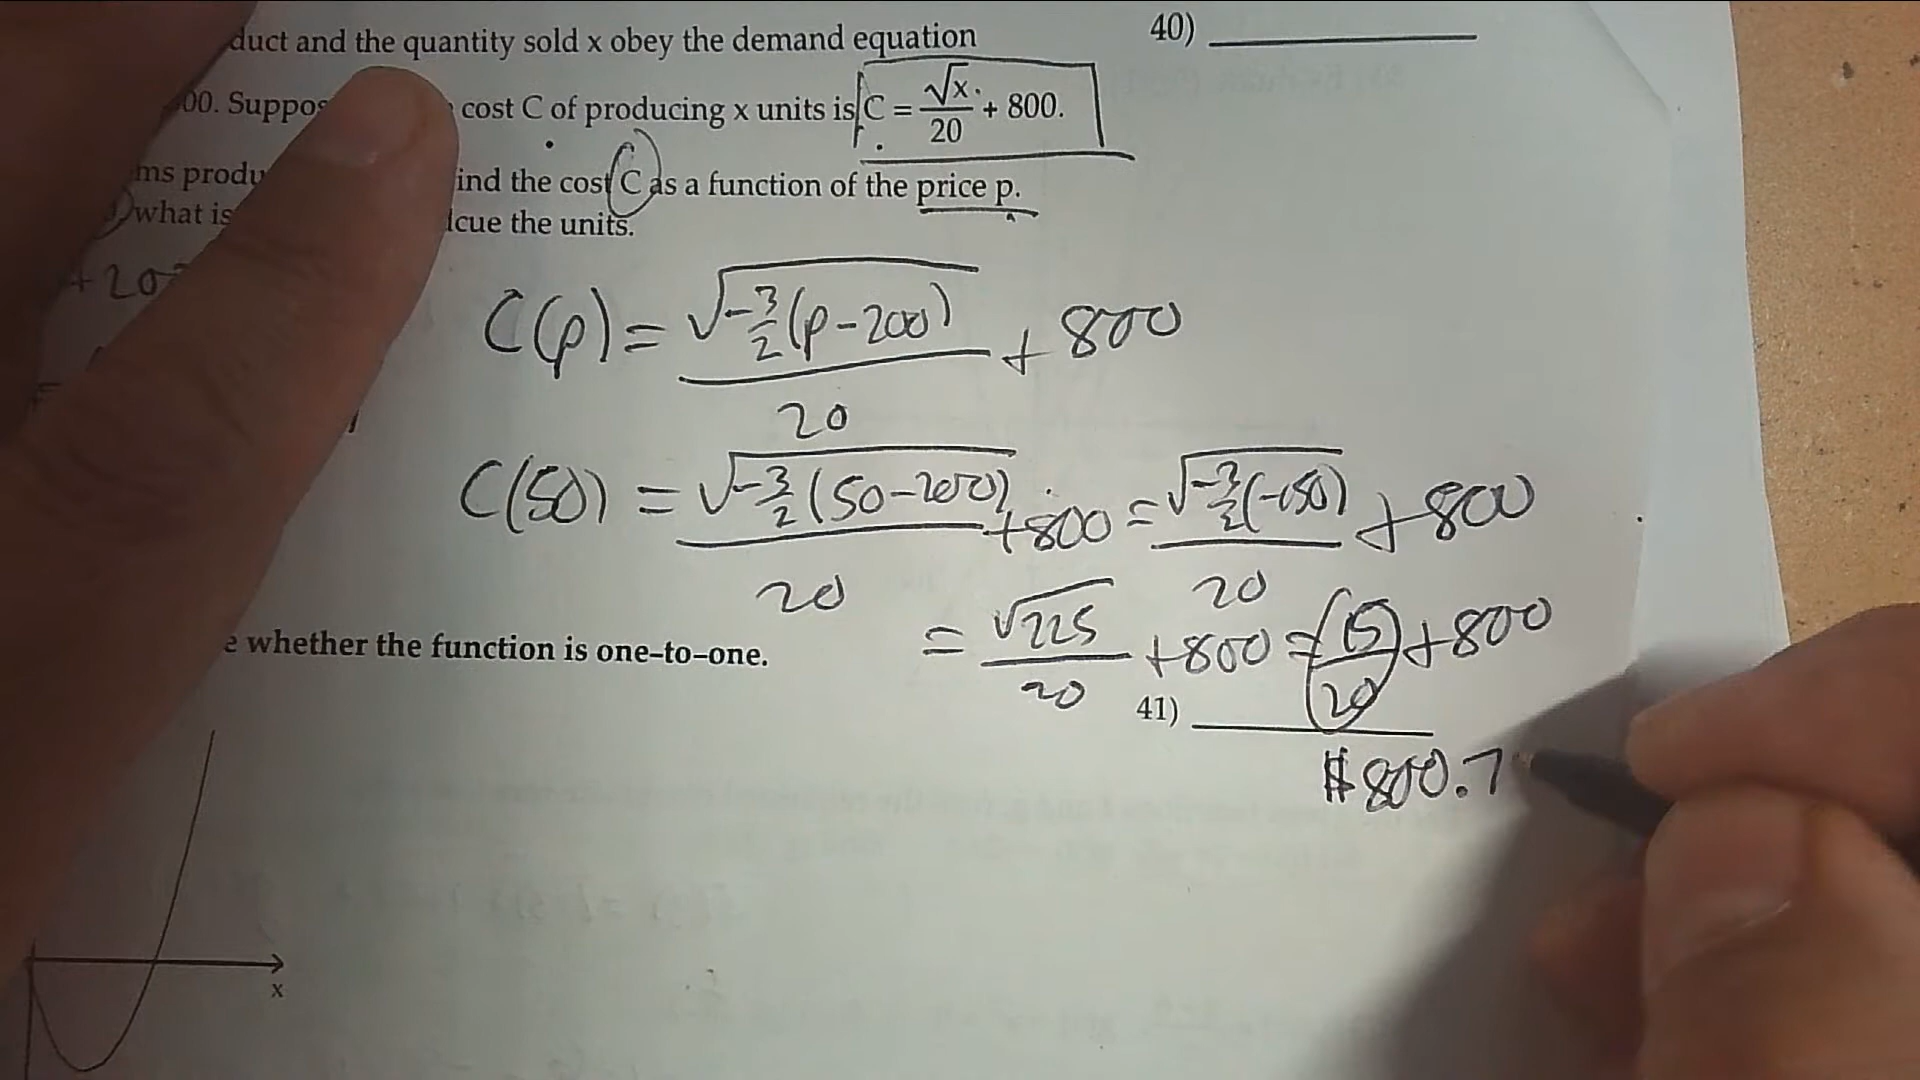 duct and the quantity sold x obey the demand equation 40)
00. Suppos cost C of producing x units is C = √x/20 + 800.
ms produ ind the cost C as a function of the price p.
what is lcue the units.
+ 20
C(p) = √(-3/2(p-200))/20 + 800
C(50) = √(-3/2(50-200))/20 + 800 = √(-3/2(-150))/20 + 800
= √225/20 + 800 = (15/20) + 800
e whether the function is one-to-one.
41)
$800.7
x